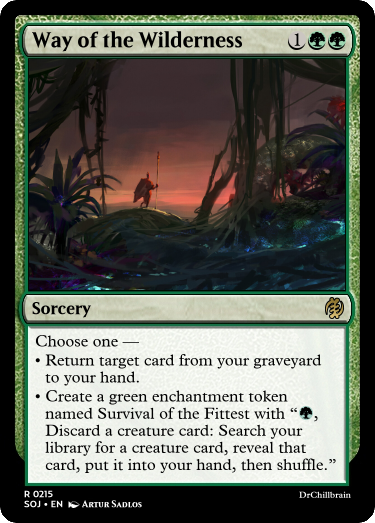 Way of the Wilderness 1
Sorcery
Choose one —
• Return target card from your graveyard
to your hand.
• Create a green enchantment token
named Survival of the Fittest with “,
Discard a creature card: Search your
library for a creature card, reveal that
card, put it into your hand, then shuffle.”
R 0215
SOJ • EN Artur Sadlos
DrChillbrain